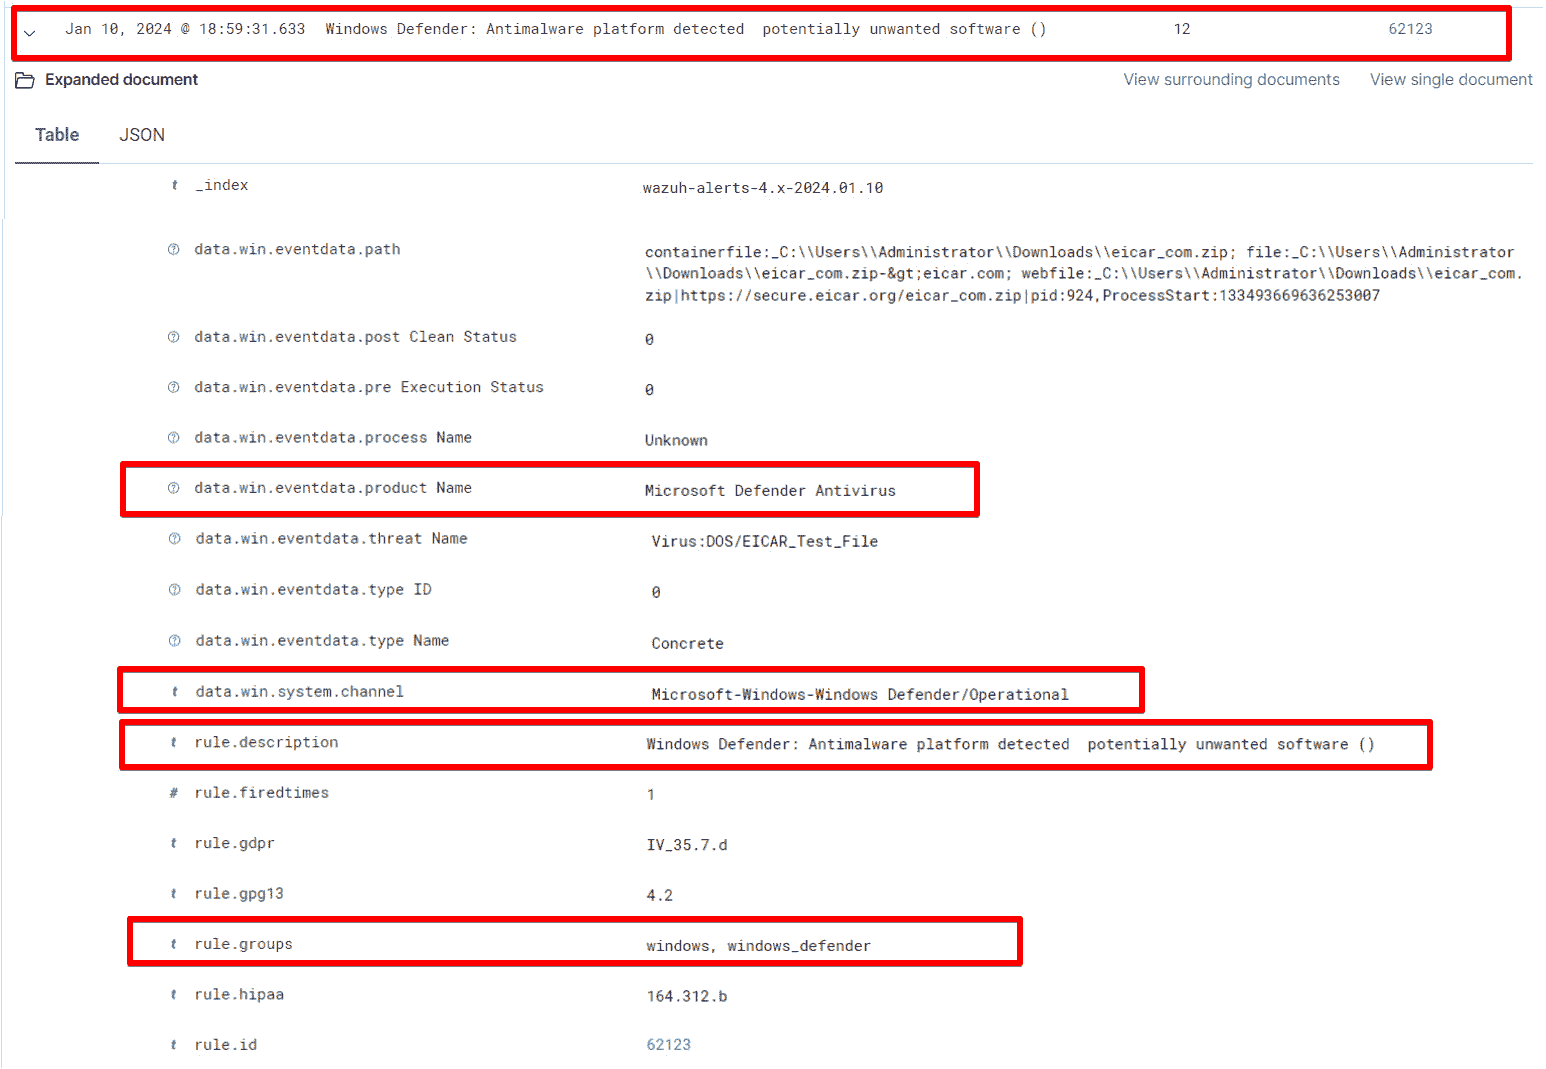 Jan 10, 2024 @ 18:59:31.633 Windows Defender: Antimalware platform detected  potentially unwanted software () 12 62123
Expanded document View surrounding documents View single document
Table JSON
t _index wazuh-alerts-4.x-2024.01.10
data.win.eventdata.path containerfile:_C:\\Users\\Administrator\\Downloads\\eicar_com.zip; file:_C:\\Users\\Administrator
\\Downloads\\eicar_com.zip-&gt;eicar.com; webfile:_C:\\Users\\Administrator\\Downloads\\eicar_com.
zip|https://secure.eicar.org/eicar_com.zip|pid:924,ProcessStart:133493669636253007
data.win.eventdata.post Clean Status 0
data.win.eventdata.pre Execution Status 0
data.win.eventdata.process Name Unknown
data.win.eventdata.product Name Microsoft Defender Antivirus
data.win.eventdata.threat Name Virus:DOS/EICAR_Test_File
data.win.eventdata.type ID 0
data.win.eventdata.type Name Concrete
t data.win.system.channel Microsoft-Windows-Windows Defender/Operational
t rule.description Windows Defender: Antimalware platform detected  potentially unwanted software ()
# rule.firedtimes 1
t rule.gdpr IV_35.7.d
t rule.gpg13 4.2
t rule.groups windows, windows_defender
t rule.hipaa 164.312.b
t rule.id 62123